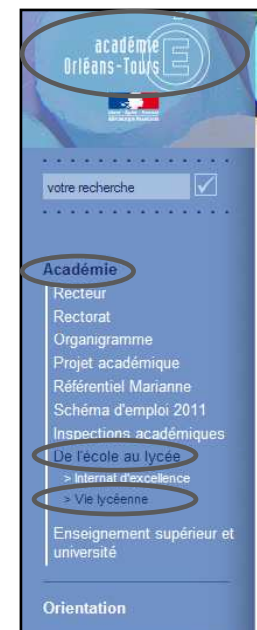 académie
Orléans-Tours
E
votre recherche
Académie
Recteur
Rectorat
Organigramme
Projet académique
Référentiel Marianne
Schéma d'emploi 2011
Inspections académiques
De l'école au lycée
> Internat d'excellence
> Vie lycéenne
Enseignement supérieur et
université
Orientation